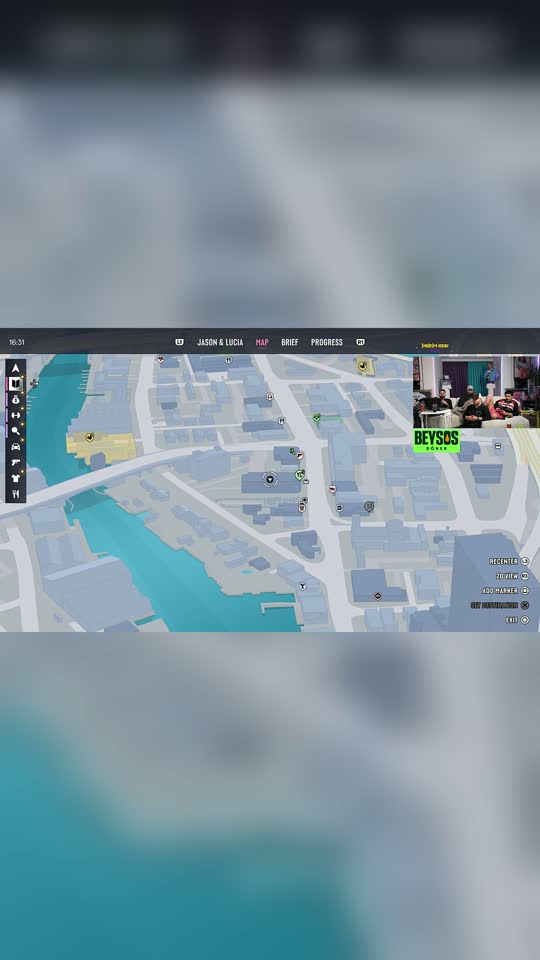 16:31
L1
JASON & LUCIA
MAP
BRIEF
PROGRESS
R1
BEYSOS
DÖNER
RECENTER
2D VIEW
ADD MARKER
SET DESTINATION
EXIT